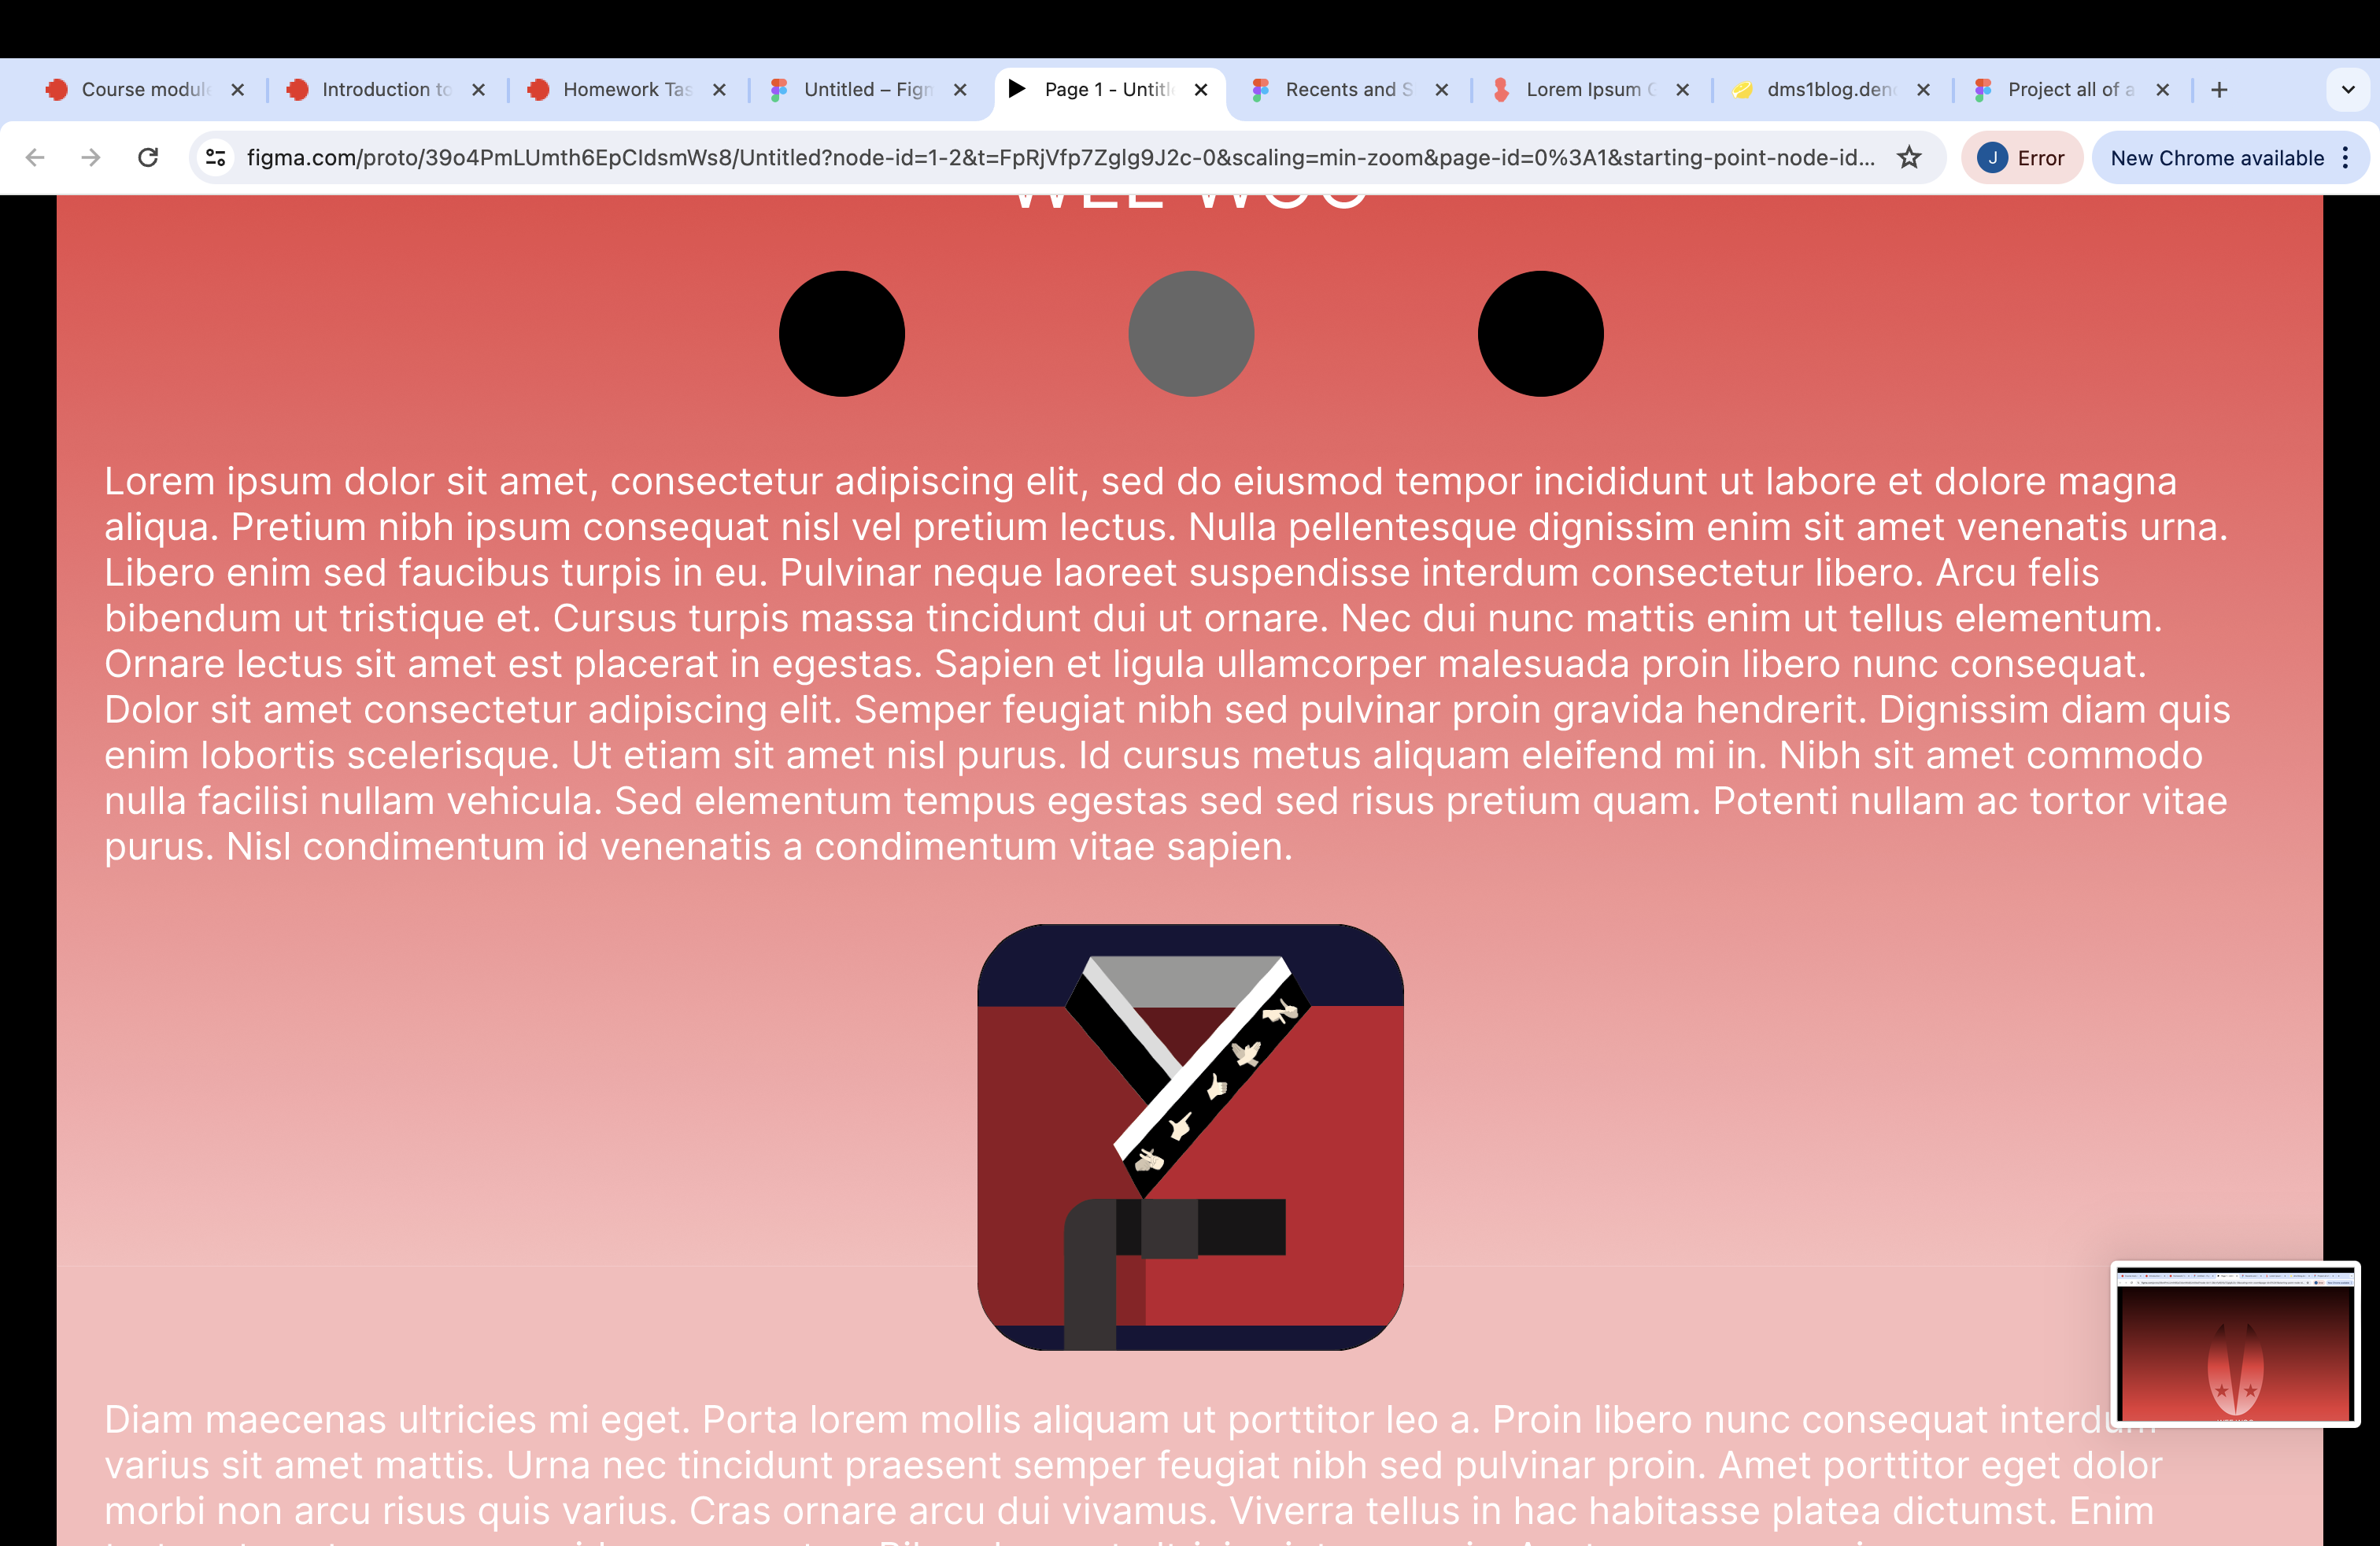 Course module
Introduction to
Homework Tas
Untitled – Figm
Page 1 - Untitl
Recents and S
Lorem Ipsum G
dms1blog.den
Project all of a
figma.com/proto/39o4PmLUmth6EpCIdsmWs8/Untitled?node-id=1-2&t=FpRjVfp7ZgIg9J2c-0&scaling=min-zoom&page-id=0%3A1&starting-point-node-id...
J Error
New Chrome available
WEE WOO
Lorem ipsum dolor sit amet, consectetur adipiscing elit, sed do eiusmod tempor incididunt ut labore et dolore magna
aliqua. Pretium nibh ipsum consequat nisl vel pretium lectus. Nulla pellentesque dignissim enim sit amet venenatis urna.
Libero enim sed faucibus turpis in eu. Pulvinar neque laoreet suspendisse interdum consectetur libero. Arcu felis
bibendum ut tristique et. Cursus turpis massa tincidunt dui ut ornare. Nec dui nunc mattis enim ut tellus elementum.
Ornare lectus sit amet est placerat in egestas. Sapien et ligula ullamcorper malesuada proin libero nunc consequat.
Dolor sit amet consectetur adipiscing elit. Semper feugiat nibh sed pulvinar proin gravida hendrerit. Dignissim diam quis
enim lobortis scelerisque. Ut etiam sit amet nisl purus. Id cursus metus aliquam eleifend mi in. Nibh sit amet commodo
nulla facilisi nullam vehicula. Sed elementum tempus egestas sed sed risus pretium quam. Potenti nullam ac tortor vitae
purus. Nisl condimentum id venenatis a condimentum vitae sapien.
Diam maecenas ultricies mi eget. Porta lorem mollis aliquam ut porttitor leo a. Proin libero nunc consequat interdum
varius sit amet mattis. Urna nec tincidunt praesent semper feugiat nibh sed pulvinar proin. Amet porttitor eget dolor
morbi non arcu risus quis varius. Cras ornare arcu dui vivamus. Viverra tellus in hac habitasse platea dictumst. Enim